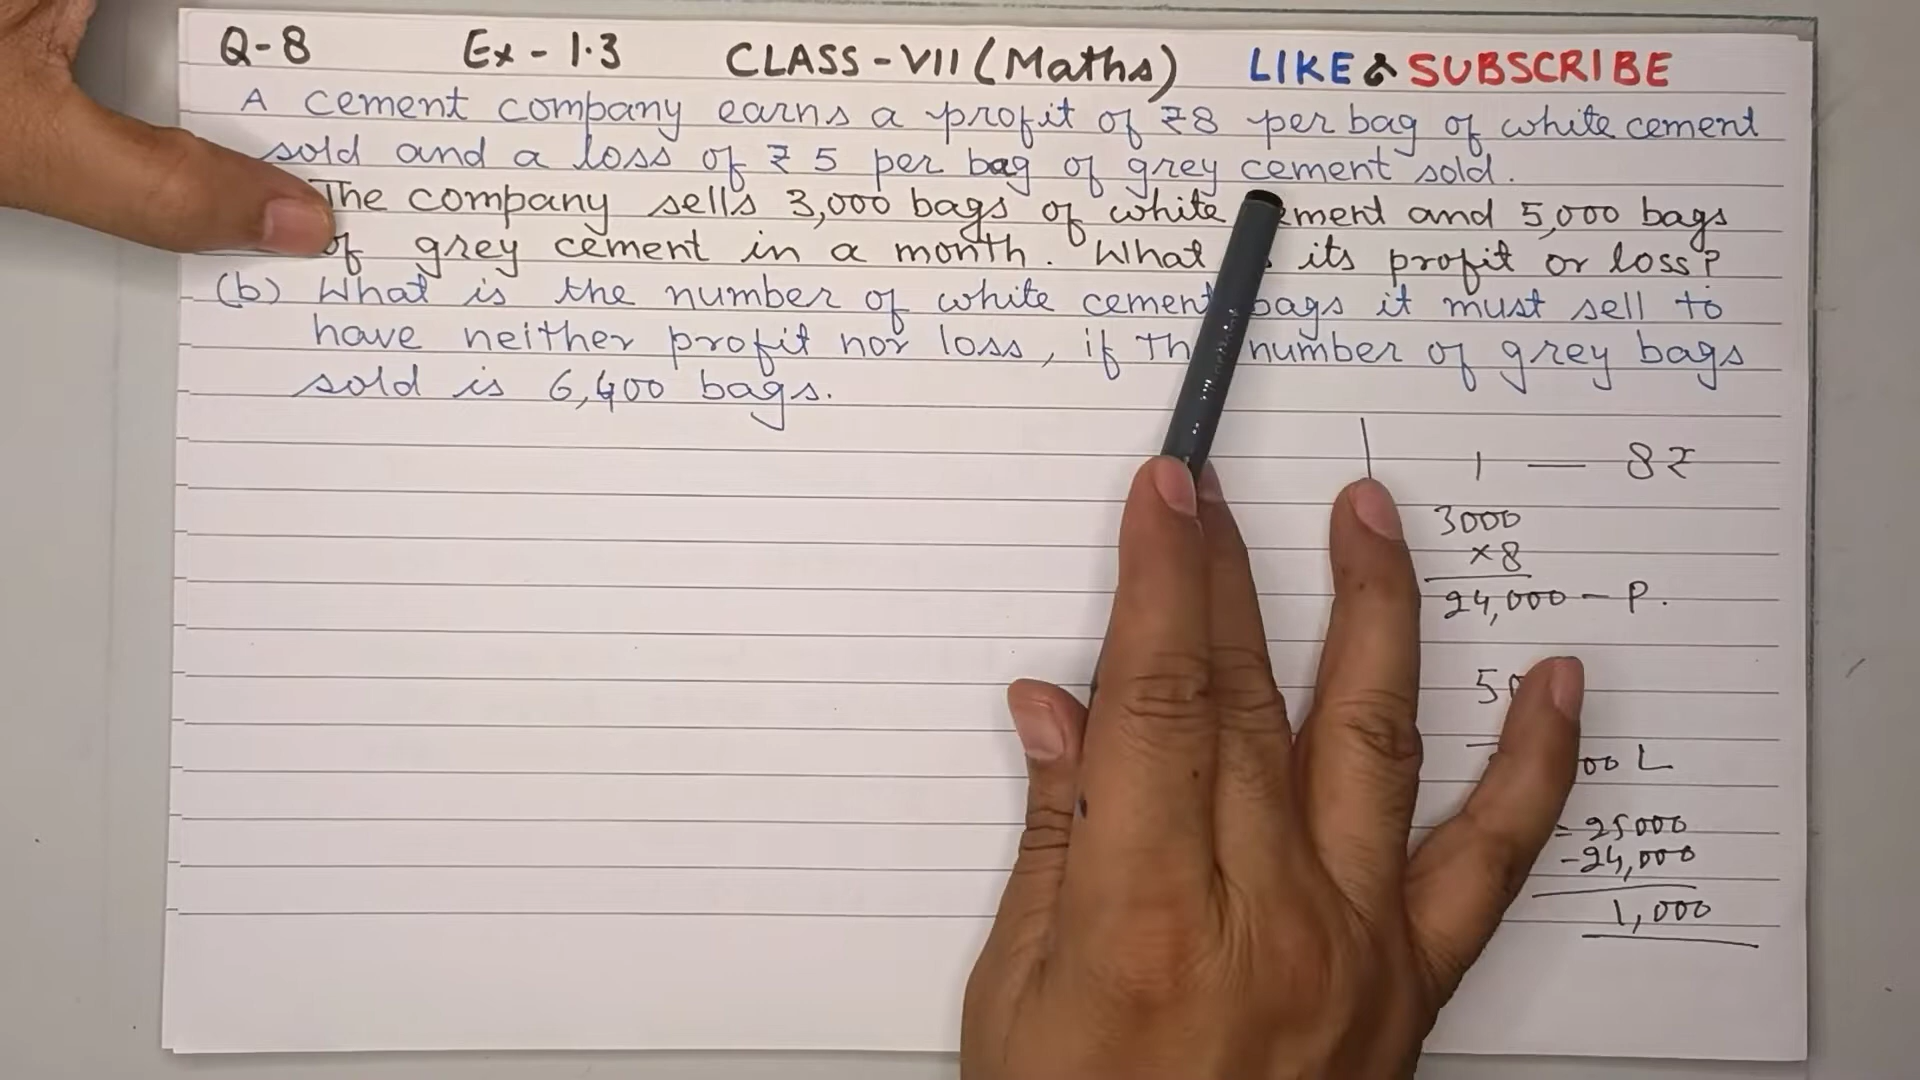 Q-8 Ex-1.3 CLASS-VII (Maths) LIKE & SUBSCRIBE
A cement company earns a profit of ₹8 per bag of white cement
sold and a loss of ₹5 per bag of grey cement sold.
The company sells 3,000 bags of white and 5,000 bags
of grey cement in a month. What its profit or loss?
(b) What is the number of white cement bags it must sell to
have neither profit nor loss, if number of grey bags
sold is 6,400 bags.
1 — 8₹
3000
×8
24,000 — P.
L
= 25000
-24,000
1,000